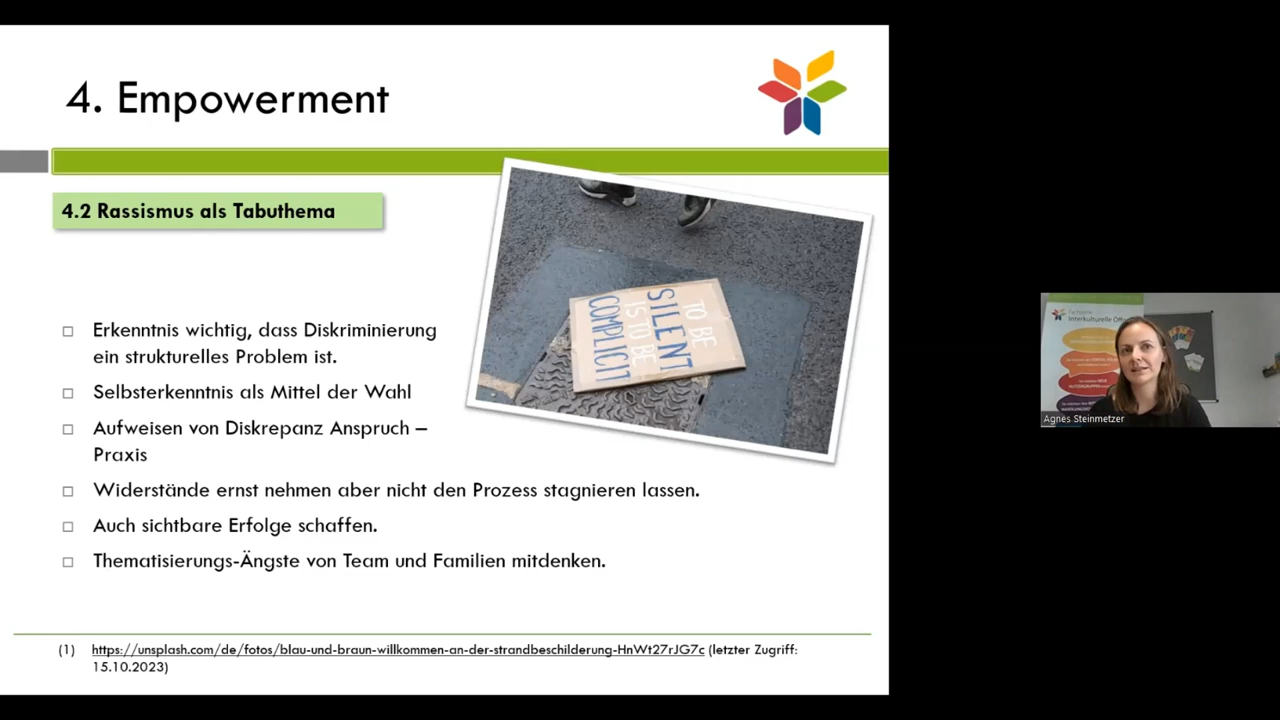 4. Empowerment
4.2 Rassismus als Tabuthema
TO BE
SILENT
IS TO BE
COMPLICIT
Erkenntnis wichtig, dass Diskriminierung
ein strukturelles Problem ist.
Selbsterkenntnis als Mittel der Wahl
Aufweisen von Diskrepanz Anspruch –
Praxis
Widerstände ernst nehmen aber nicht den Prozess stagnieren lassen.
Auch sichtbare Erfolge schaffen.
Thematisierungs-Ängste von Team und Familien mitdenken.
(1) https://unsplash.com/de/fotos/blau-und-braun-willkommen-an-der-strandbeschilderung-HnWt27rJG7c (letzter Zugriff:
15.10.2023)
Interkulturelle
Agnès Steinmetzer